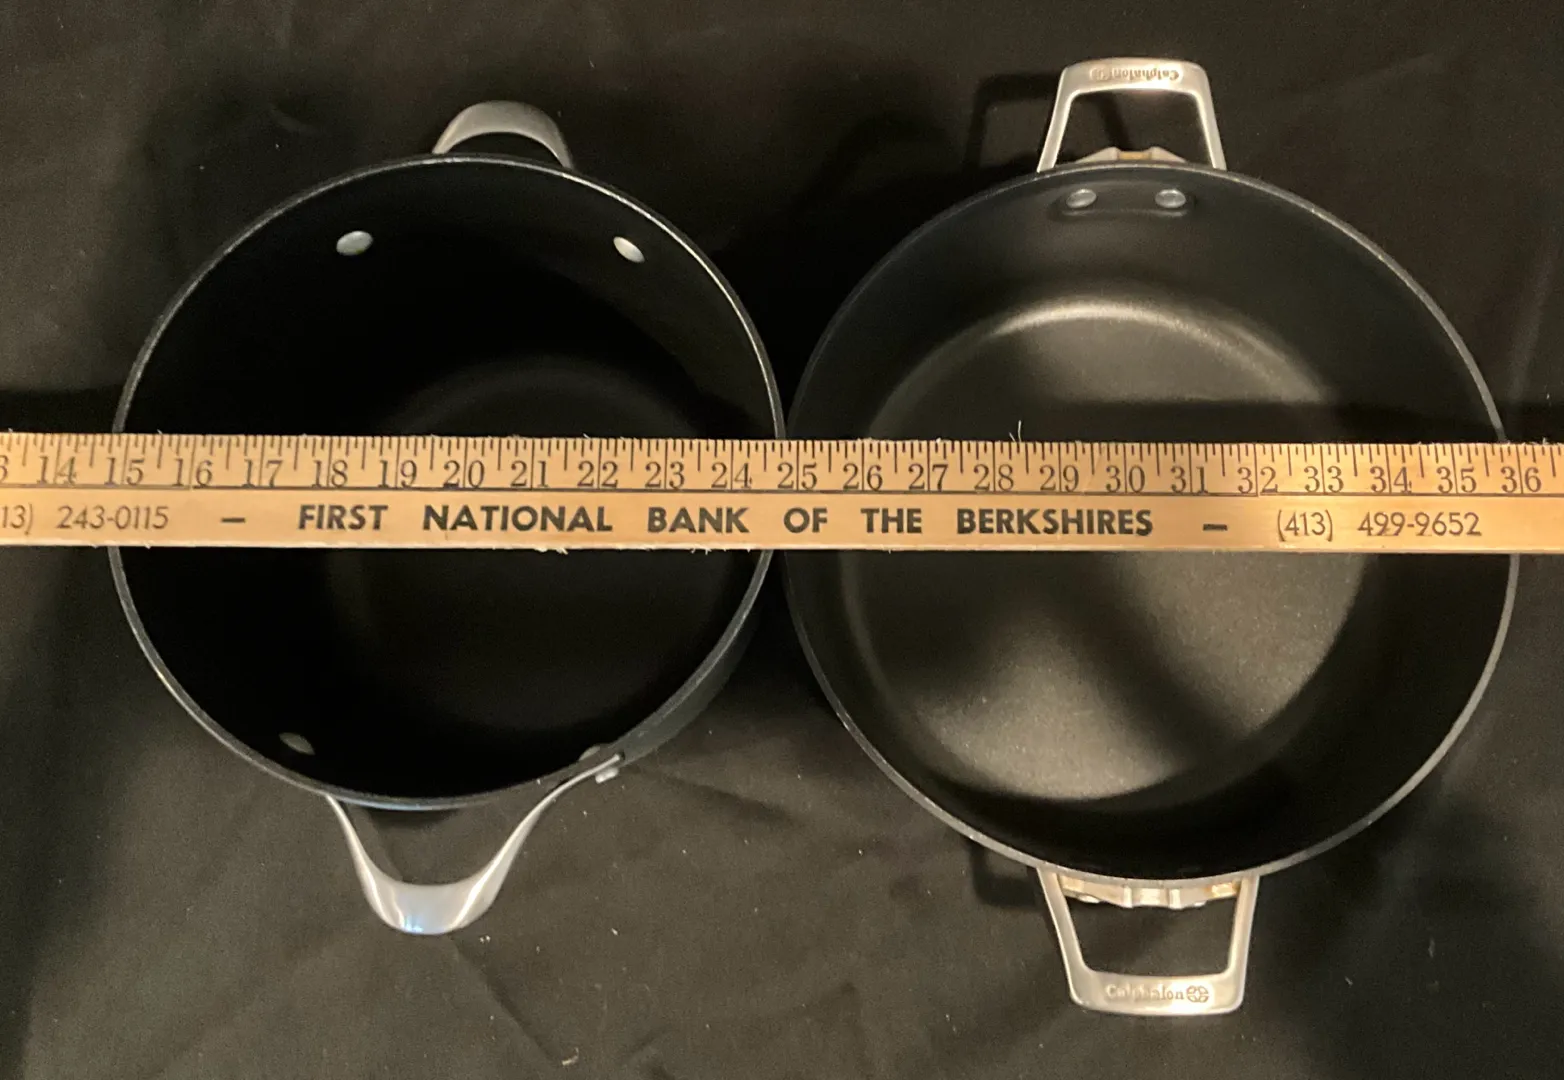 Calphalon
14 15 16 17 18 19 20 21 22 23 24 25 26 27 28 29 30 31 32 33 34 35 36
13) 243-0115 – FIRST NATIONAL BANK OF THE BERKSHIRES – (413) 499-9652
Calphalon